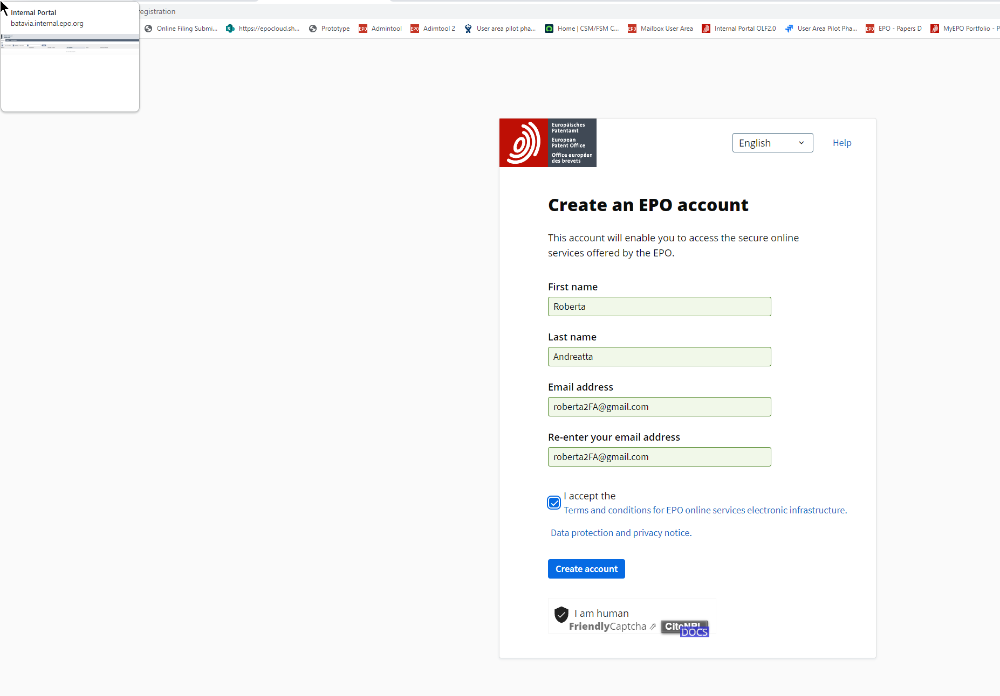 Internal Portal
batavia.internal.epo.org
egistration
Online Filing Submi...
https://epocloud.sh...
Prototype
EPO Admintool
EPO Adimtool 2
User area pilot pha...
Home | CSM/FSM C...
EPO Mailbox User Area
Internal Portal OLF2.0
User Area Pilot Pha...
EPO EPO - Papers D
MyEPO Portfolio - P
Europäisches
Patentamt
European
Patent Office
Office européen
des brevets
English
Help
Create an EPO account
This account will enable you to access the secure online
services offered by the EPO.
First name
Roberta
Last name
Andreatta
Email address
roberta2FA@gmail.com
Re-enter your email address
roberta2FA@gmail.com
I accept the
Terms and conditions for EPO online services electronic infrastructure.
Data protection and privacy notice.
Create account
I am human
FriendlyCaptcha ⇗
CiteNPL
DOCS